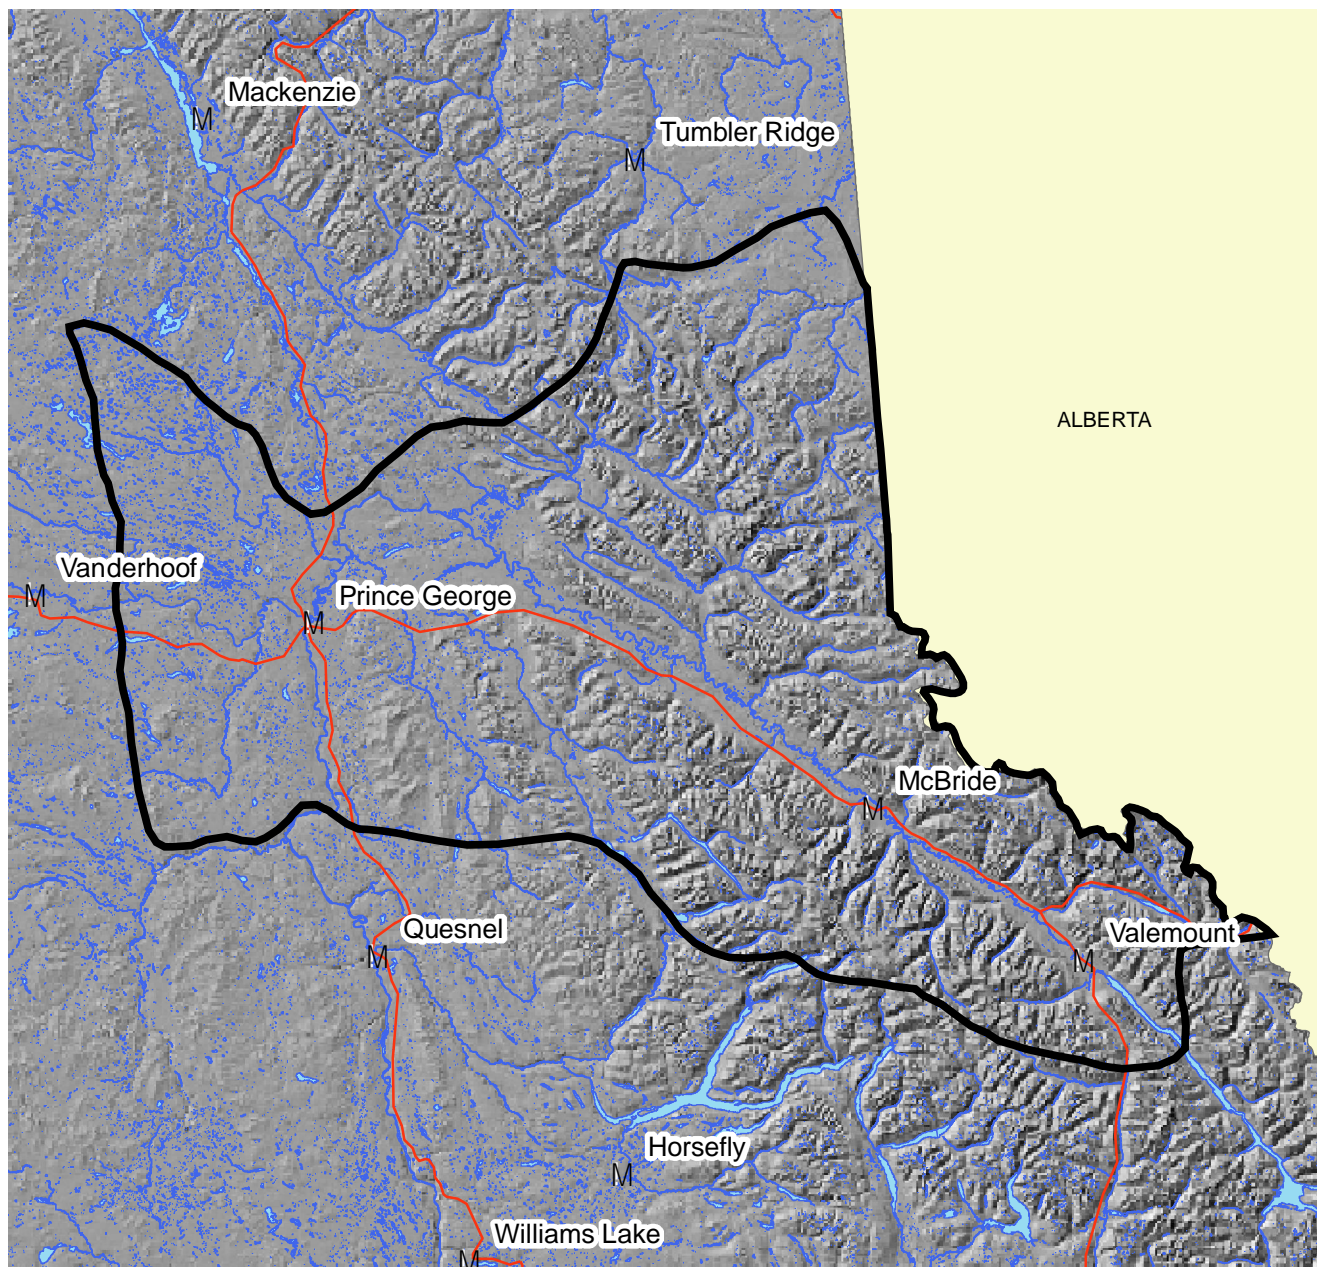 Mackenzie
M
Tumbler Ridge
M
ALBERTA
Vanderhoof
M
Prince George
M
McBride
M
Quesnel
M
Valemount
M
Horsefly
M
Williams Lake
M